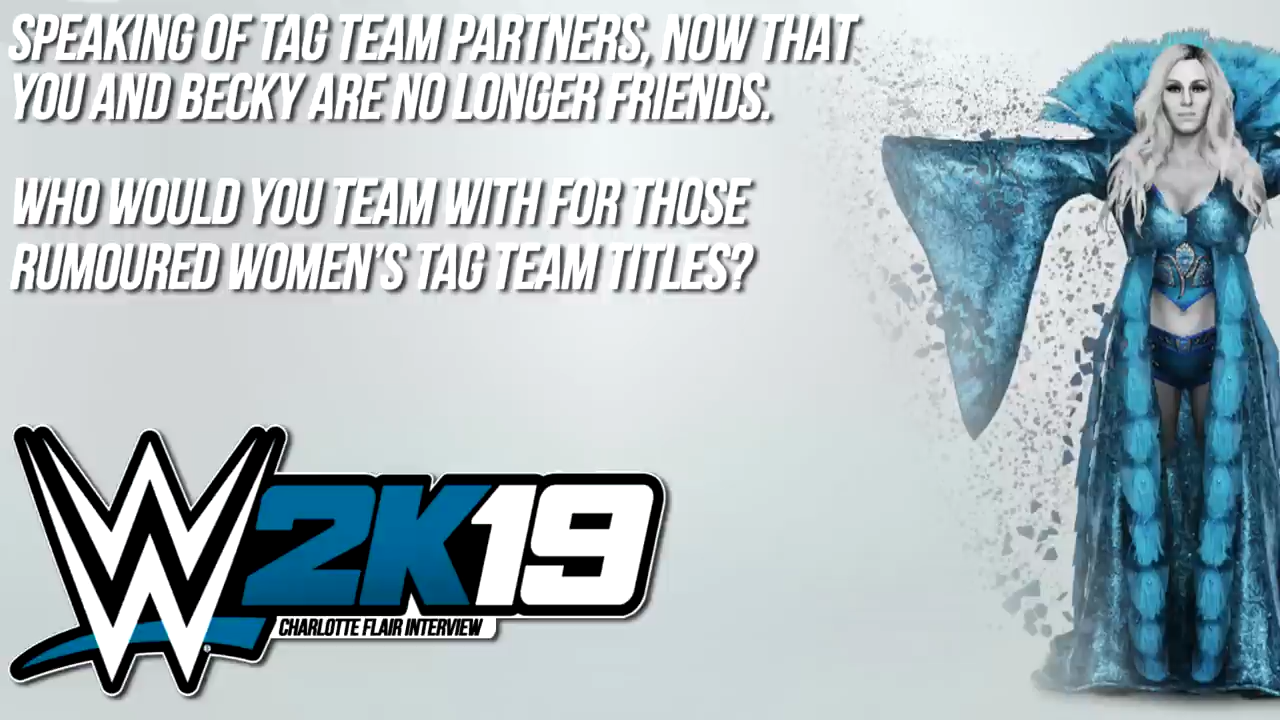 SPEAKING OF TAG TEAM PARTNERS, NOW THAT
YOU AND BECKY ARE NO LONGER FRIENDS.
WHO WOULD YOU TEAM WITH FOR THOSE
RUMOURED WOMEN'S TAG TEAM TITLES?
W 2K19
CHARLOTTE FLAIR INTERVIEW